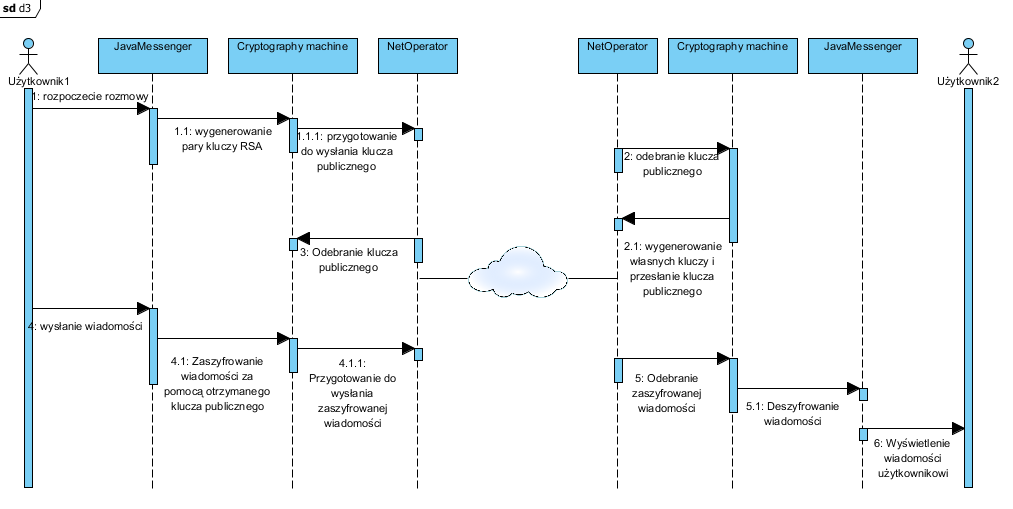 sd d3
JavaMessenger
Cryptography machine
NetOperator
NetOperator
Cryptography machine
JavaMessenger
Użytkownik1
Użytkownik2
1: rozpoczecie rozmowy
1.1: wygenerowanie
pary kluczy RSA
1.1.1: przygotowanie
do wysłania klucza
publicznego
2: odebranie klucza
publicznego
2.1: wygenerowanie
własnych kluczy i
przesłanie klucza
publicznego
3: Odebranie klucza
publicznego
4: wysłanie wiadomości
4.1: Zaszyfrowanie
wiadomości za
pomocą otrzymanego
klucza publicznego
4.1.1:
Przygotowanie do
wysłania
zaszyfrowanej
wiadomości
5: Odebranie
zaszyfrowanej
wiadomości
5.1: Deszyfrowanie
wiadomości
6: Wyświetlenie
wiadomości
użytkownikowi